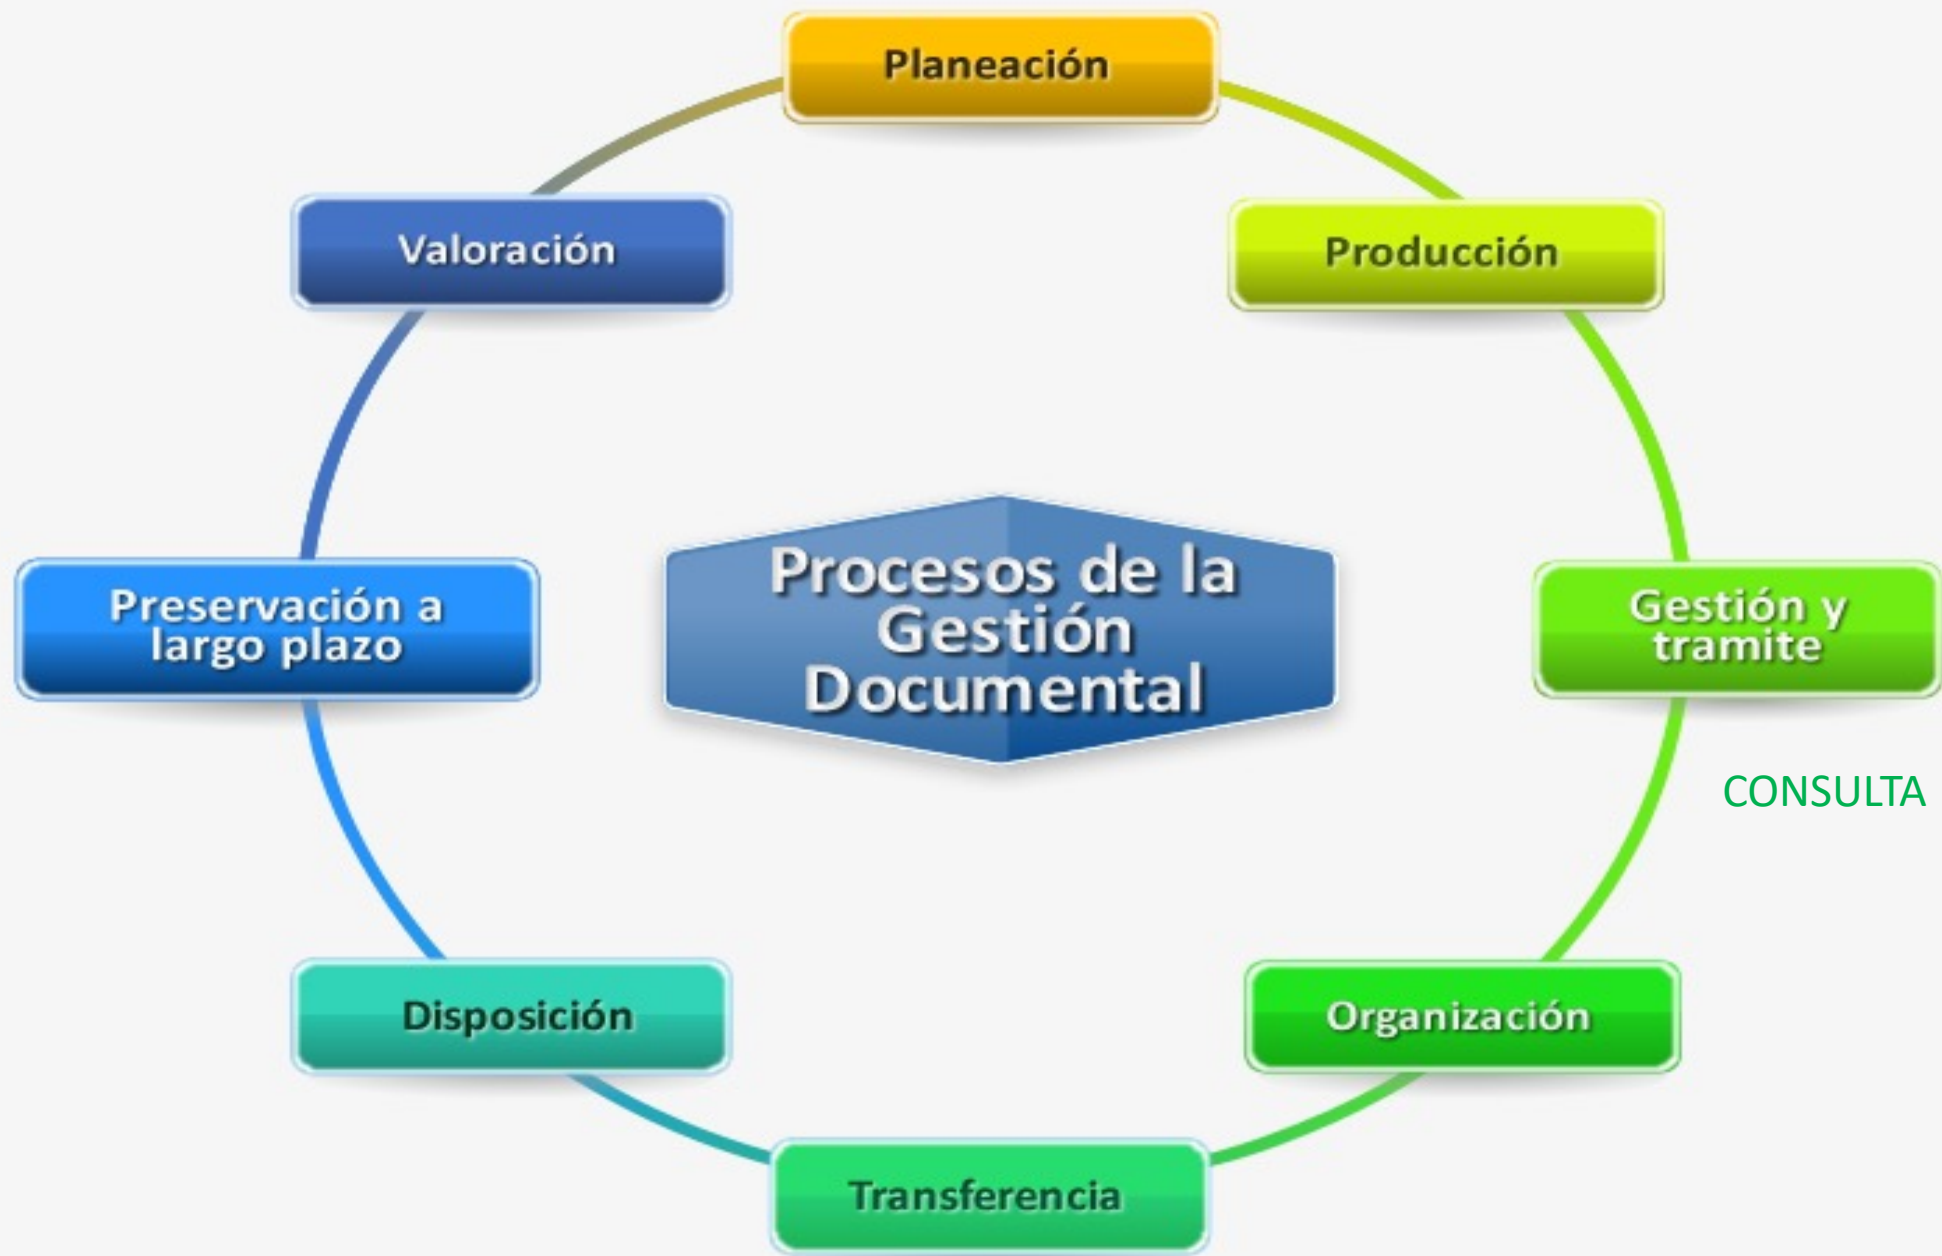 Planeación
Valoración
Producción
Procesos de la
Gestión
Documental
Preservación a
largo plazo
Gestión y
tramite
CONSULTA
Disposición
Organización
Transferencia